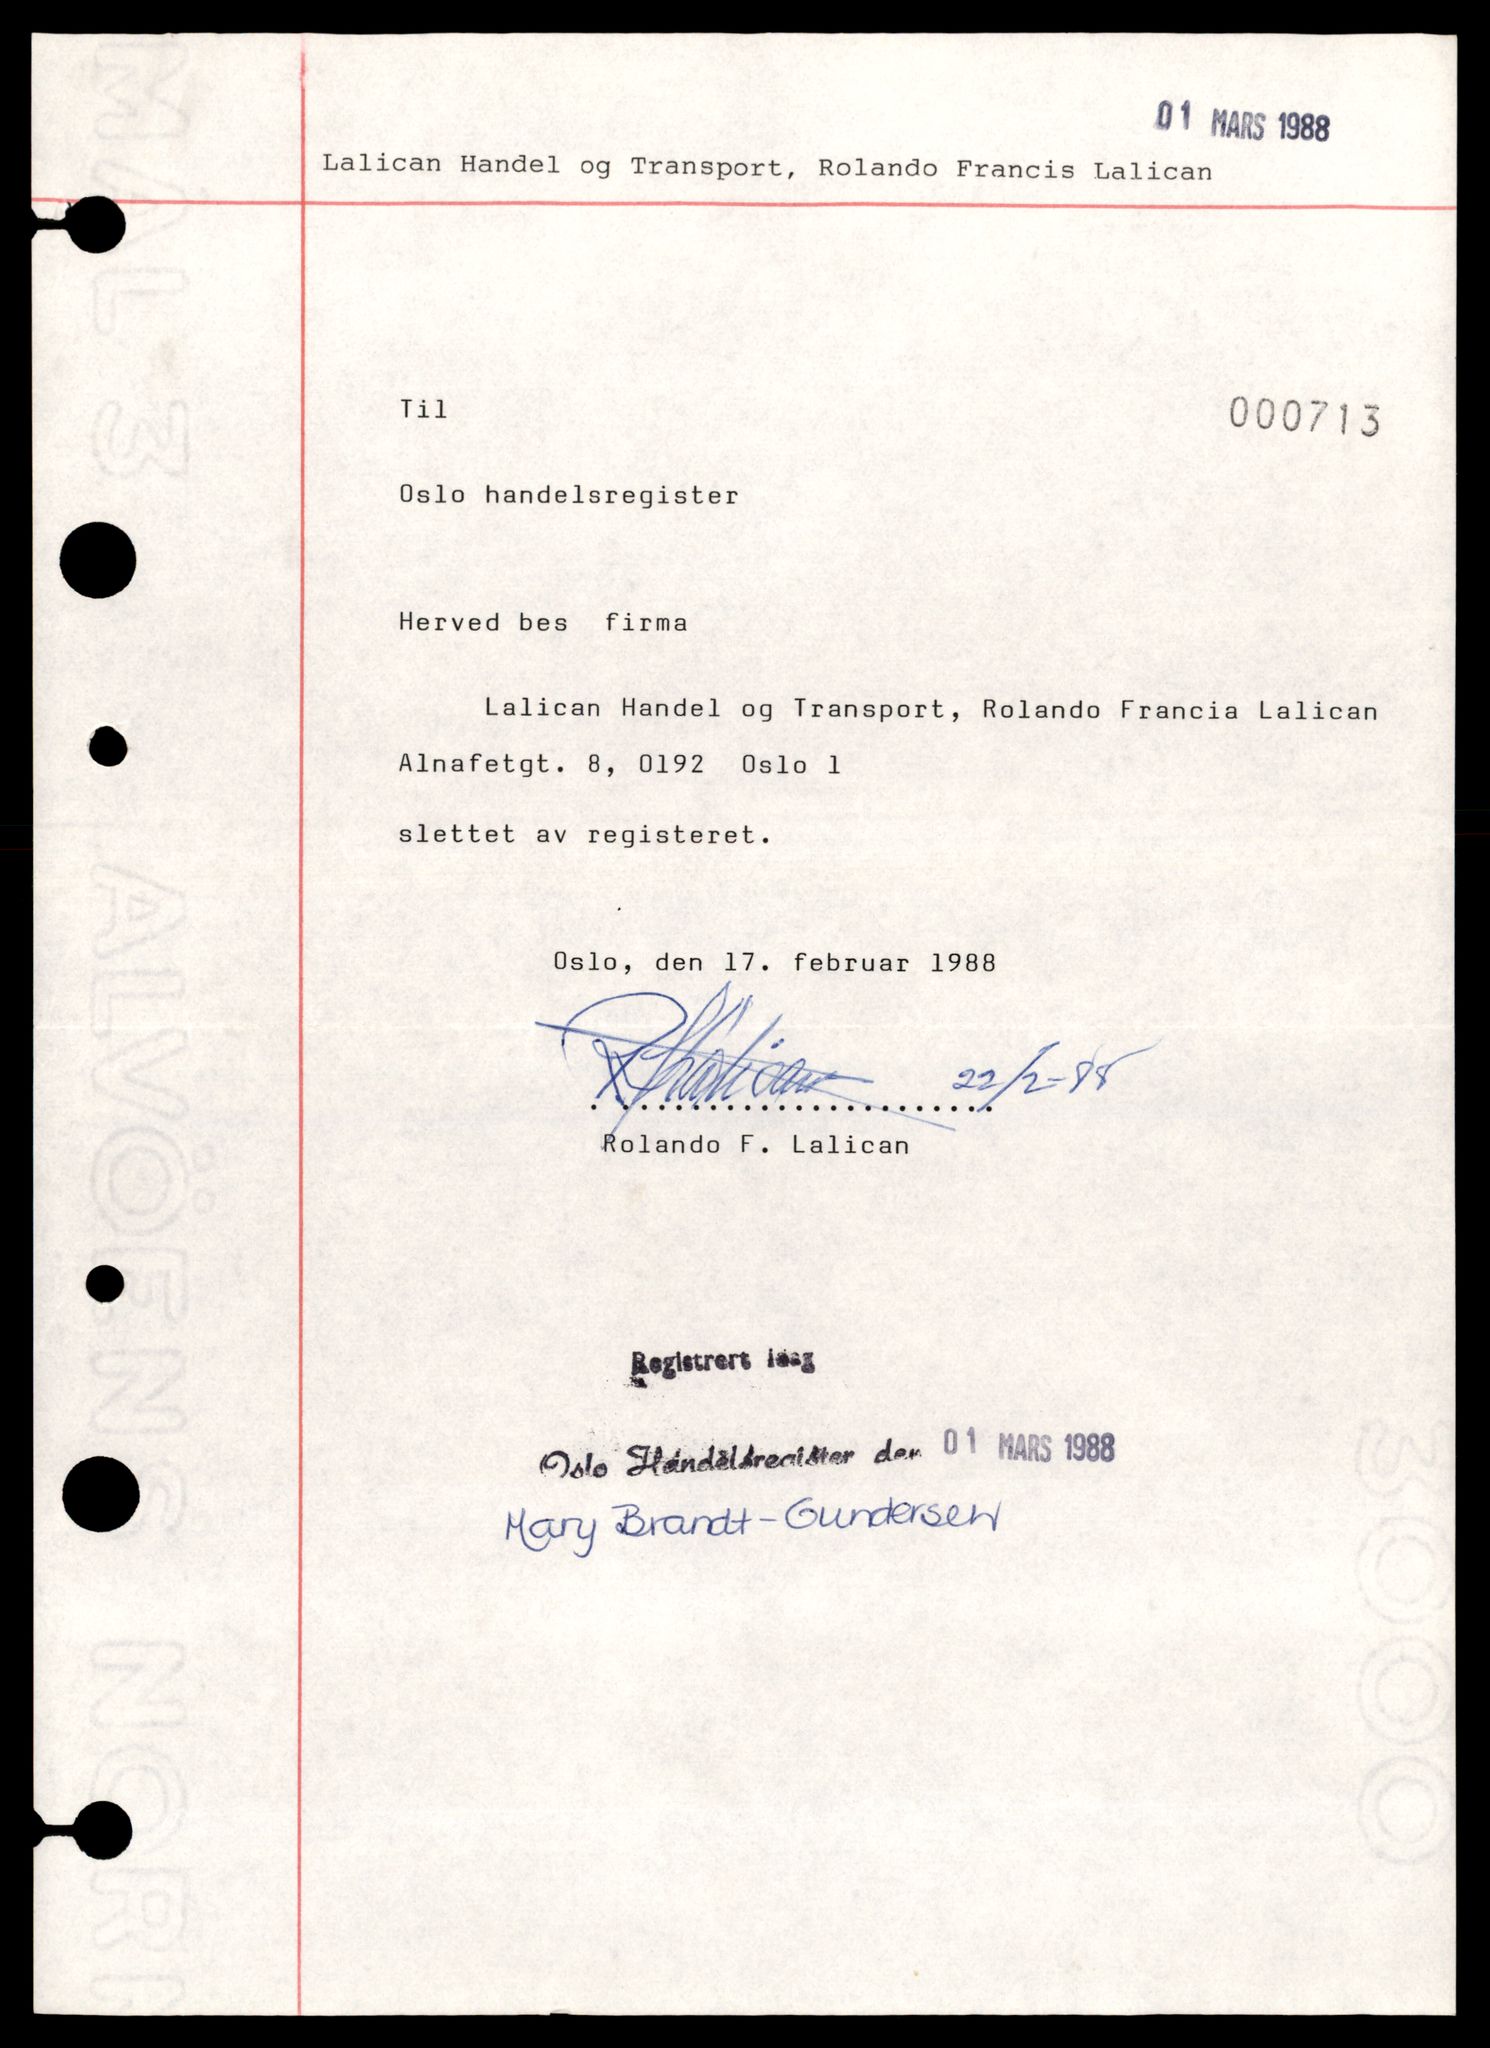 01 MARS 1988
Lalican Handel og Transport, Rolando Francis Lalican
Til
000713
Oslo handelsregister
Herved bes firma
Lalican Handel og Transport, Rolando Francia Lalican
Alnafetgt. 8, 0192 Oslo 1
slettet av registeret.
Oslo, den 17. februar 1988
22/2-88
Rolando F. Lalican
Registrert idag
Oslo Handelsregister den 01 MARS 1988
Mary Brandt-Gundersen